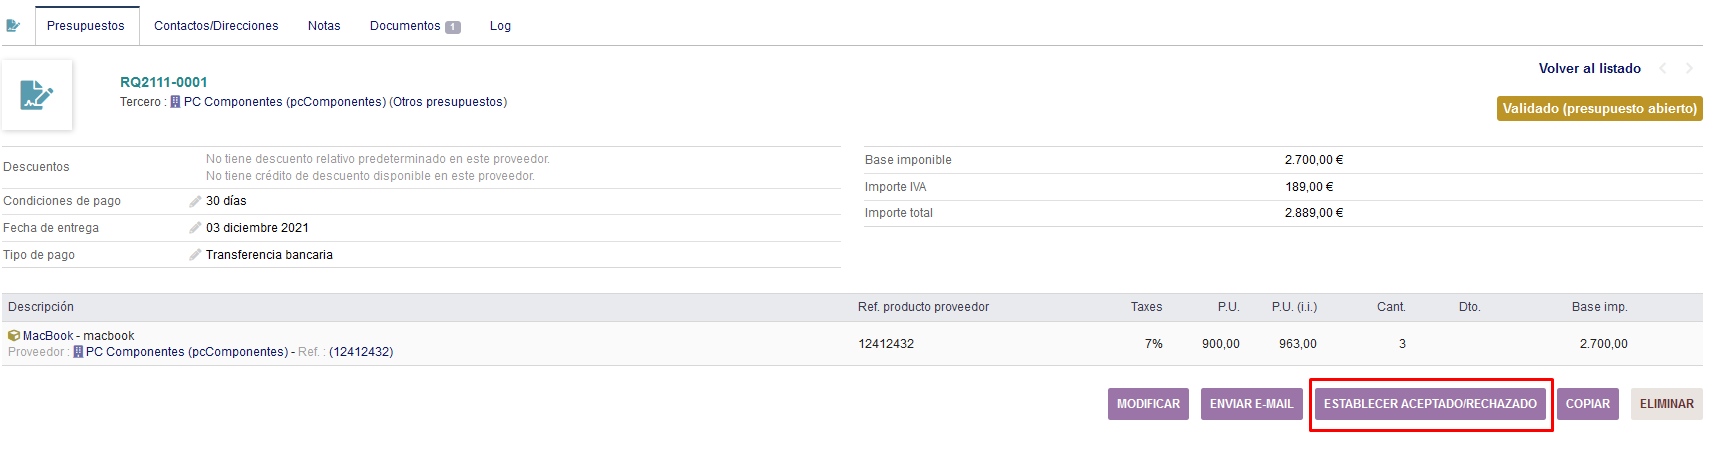 Presupuestos Contactos/Direcciones Notas Documentos 1 Log
RQ2111-0001
Tercero : PC Componentes (pcComponentes) (Otros presupuestos)
Volver al listado
Validado (presupuesto abierto)
Descuentos No tiene descuento relativo predeterminado en este proveedor.
No tiene crédito de descuento disponible en este proveedor.
Condiciones de pago 30 días
Fecha de entrega 03 diciembre 2021
Tipo de pago Transferencia bancaria
Base imponible 2.700,00 €
Importe IVA 189,00 €
Importe total 2.889,00 €
Descripción Ref. producto proveedor Taxes P.U. P.U. (i.i.) Cant. Dto. Base imp.
MacBook - macbook
Proveedor : PC Componentes (pcComponentes) - Ref. : (12412432)
12412432 7% 900,00 963,00 3 2.700,00
MODIFICAR ENVIAR E-MAIL ESTABLECER ACEPTADO/RECHAZADO COPIAR ELIMINAR